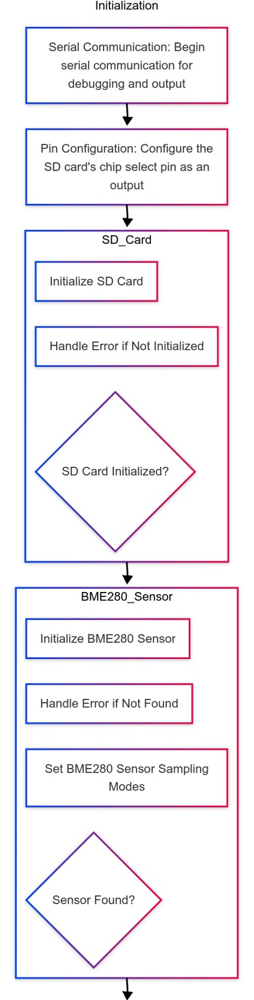 Initialization
Serial Communication: Begin
serial communication for
debugging and output
Pin Configuration: Configure the
SD card's chip select pin as an
output
SD_Card
Initialize SD Card
Handle Error if Not Initialized
SD Card Initialized?
BME280_Sensor
Initialize BME280 Sensor
Handle Error if Not Found
Set BME280 Sensor Sampling
Modes
Sensor Found?